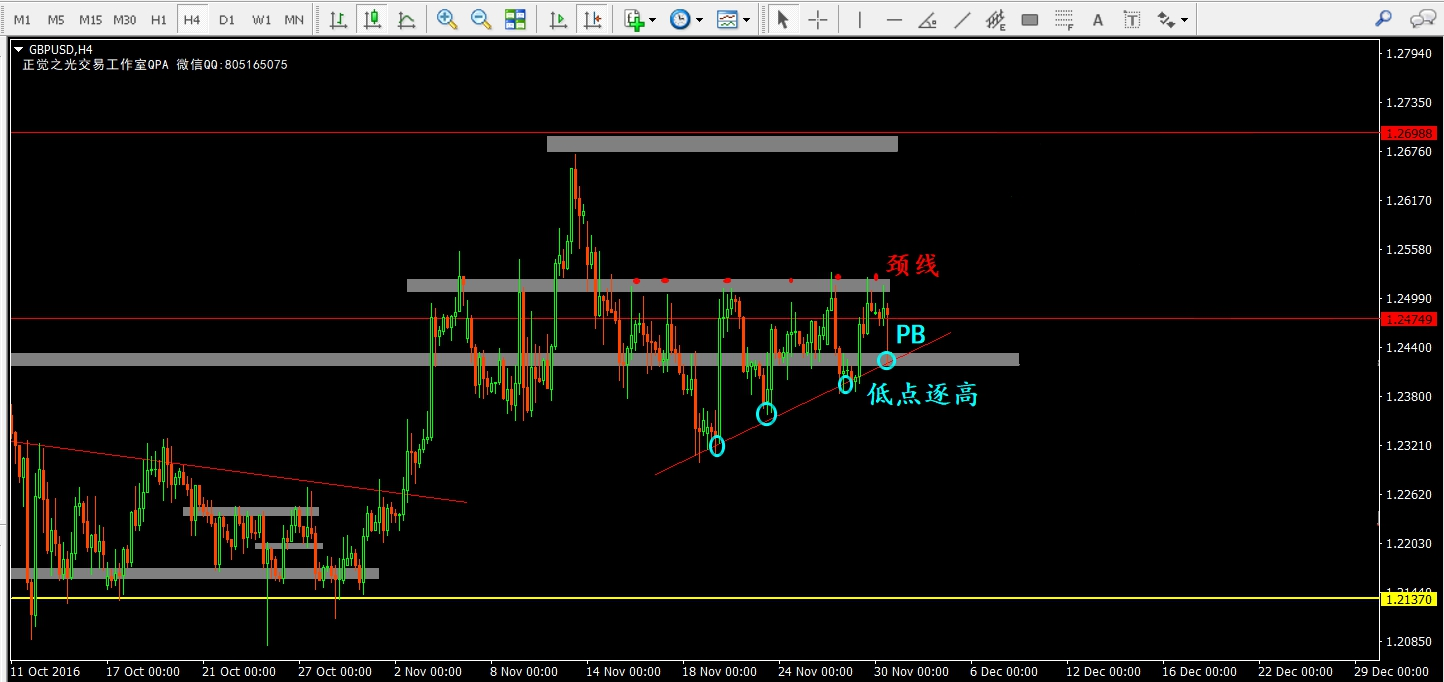 M1 M5 M15 M30 H1 H4 D1 W1 MN
E F A T
GBPUSD,H4
正觉之光交易工作室QPA 微信QQ:805165075
1.27940
1.27350
1.26988
1.26760
1.26170
1.25580
颈线
1.24990
1.24749
PB
1.24400
低点逐高
1.23800
1.23210
1.22620
1.22030
1.21440
1.21370
1.20850
11 Oct 2016 17 Oct 00:00 21 Oct 00:00 27 Oct 00:00 2 Nov 00:00 8 Nov 00:00 14 Nov 00:00 18 Nov 00:00 24 Nov 00:00 30 Nov 00:00 6 Dec 00:00 12 Dec 00:00 16 Dec 00:00 22 Dec 00:00 29 Dec 00:00